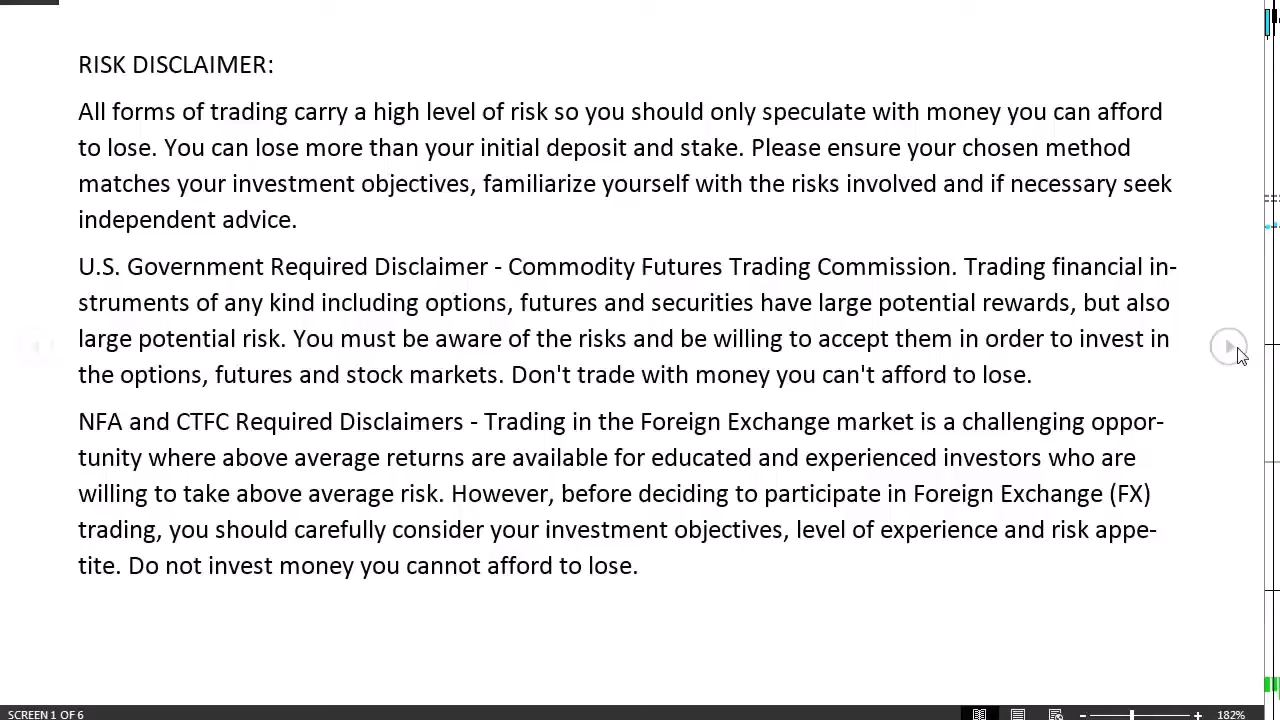 RISK DISCLAIMER:
All forms of trading carry a high level of risk so you should only speculate with money you can afford
to lose. You can lose more than your initial deposit and stake. Please ensure your chosen method
matches your investment objectives, familiarize yourself with the risks involved and if necessary seek
independent advice.
U.S. Government Required Disclaimer - Commodity Futures Trading Commission. Trading financial in-
struments of any kind including options, futures and securities have large potential rewards, but also
large potential risk. You must be aware of the risks and be willing to accept them in order to invest in
the options, futures and stock markets. Don't trade with money you can't afford to lose.
NFA and CTFC Required Disclaimers - Trading in the Foreign Exchange market is a challenging oppor-
tunity where above average returns are available for educated and experienced investors who are
willing to take above average risk. However, before deciding to participate in Foreign Exchange (FX)
trading, you should carefully consider your investment objectives, level of experience and risk appe-
tite. Do not invest money you cannot afford to lose.
SCREEN 1 OF 6
182%